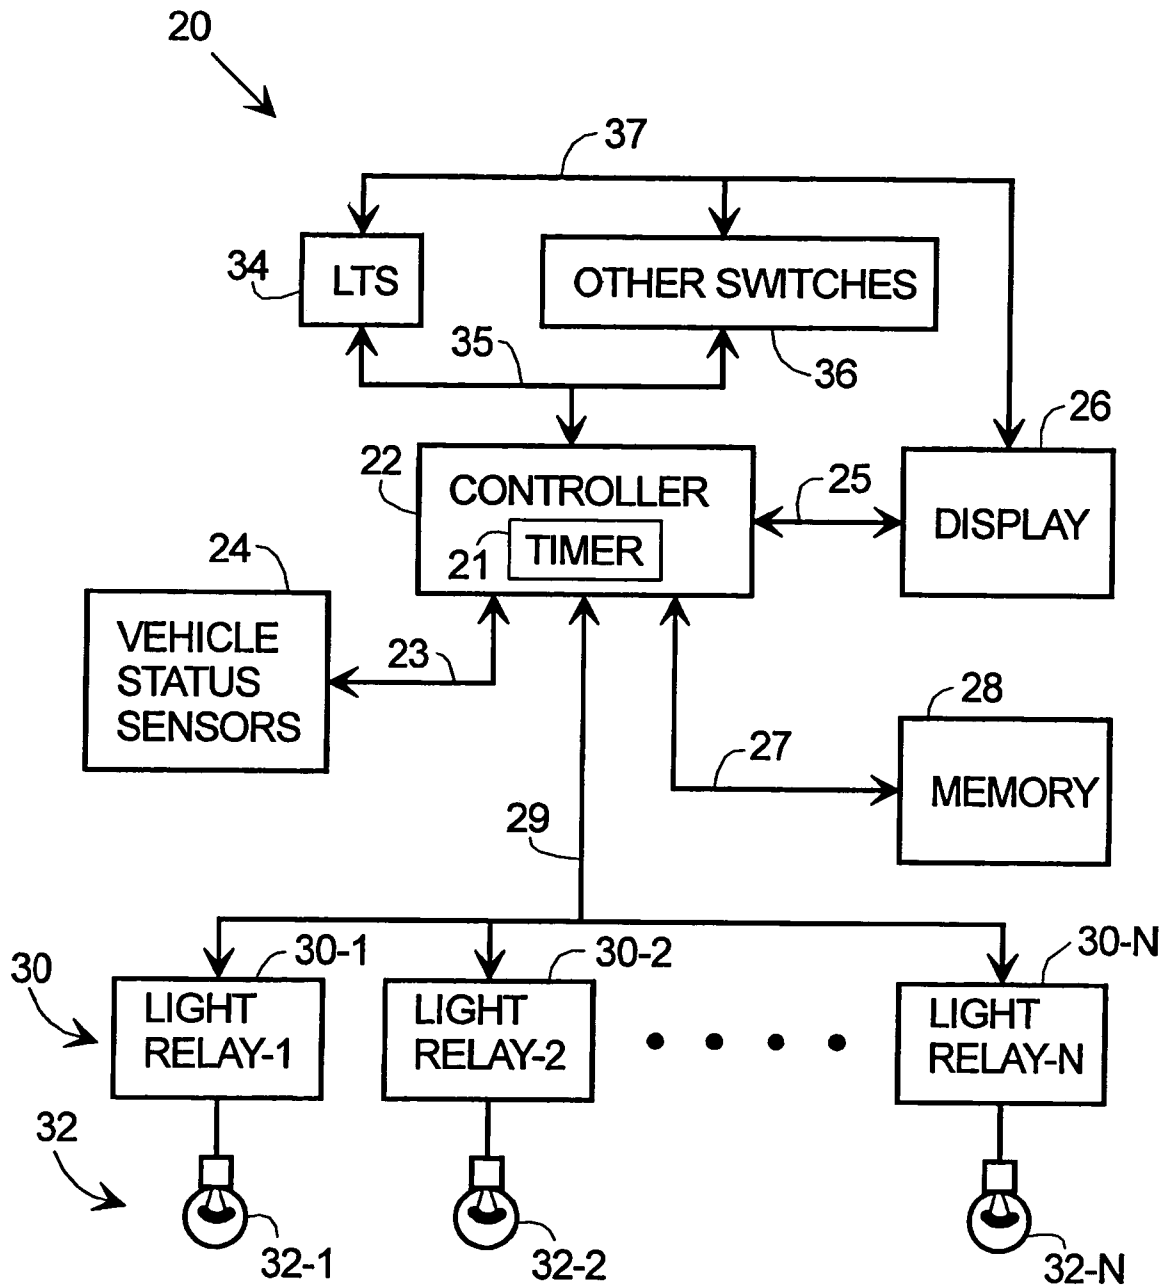 20
37
34
LTS
OTHER SWITCHES
35
36
26
22
CONTROLLER
25
21
TIMER
DISPLAY
24
VEHICLE
STATUS
SENSORS
23
28
27
MEMORY
29
30
30-1
30-2
30-N
LIGHT
RELAY-1
LIGHT
RELAY-2
LIGHT
RELAY-N
32
32-1
32-2
32-N